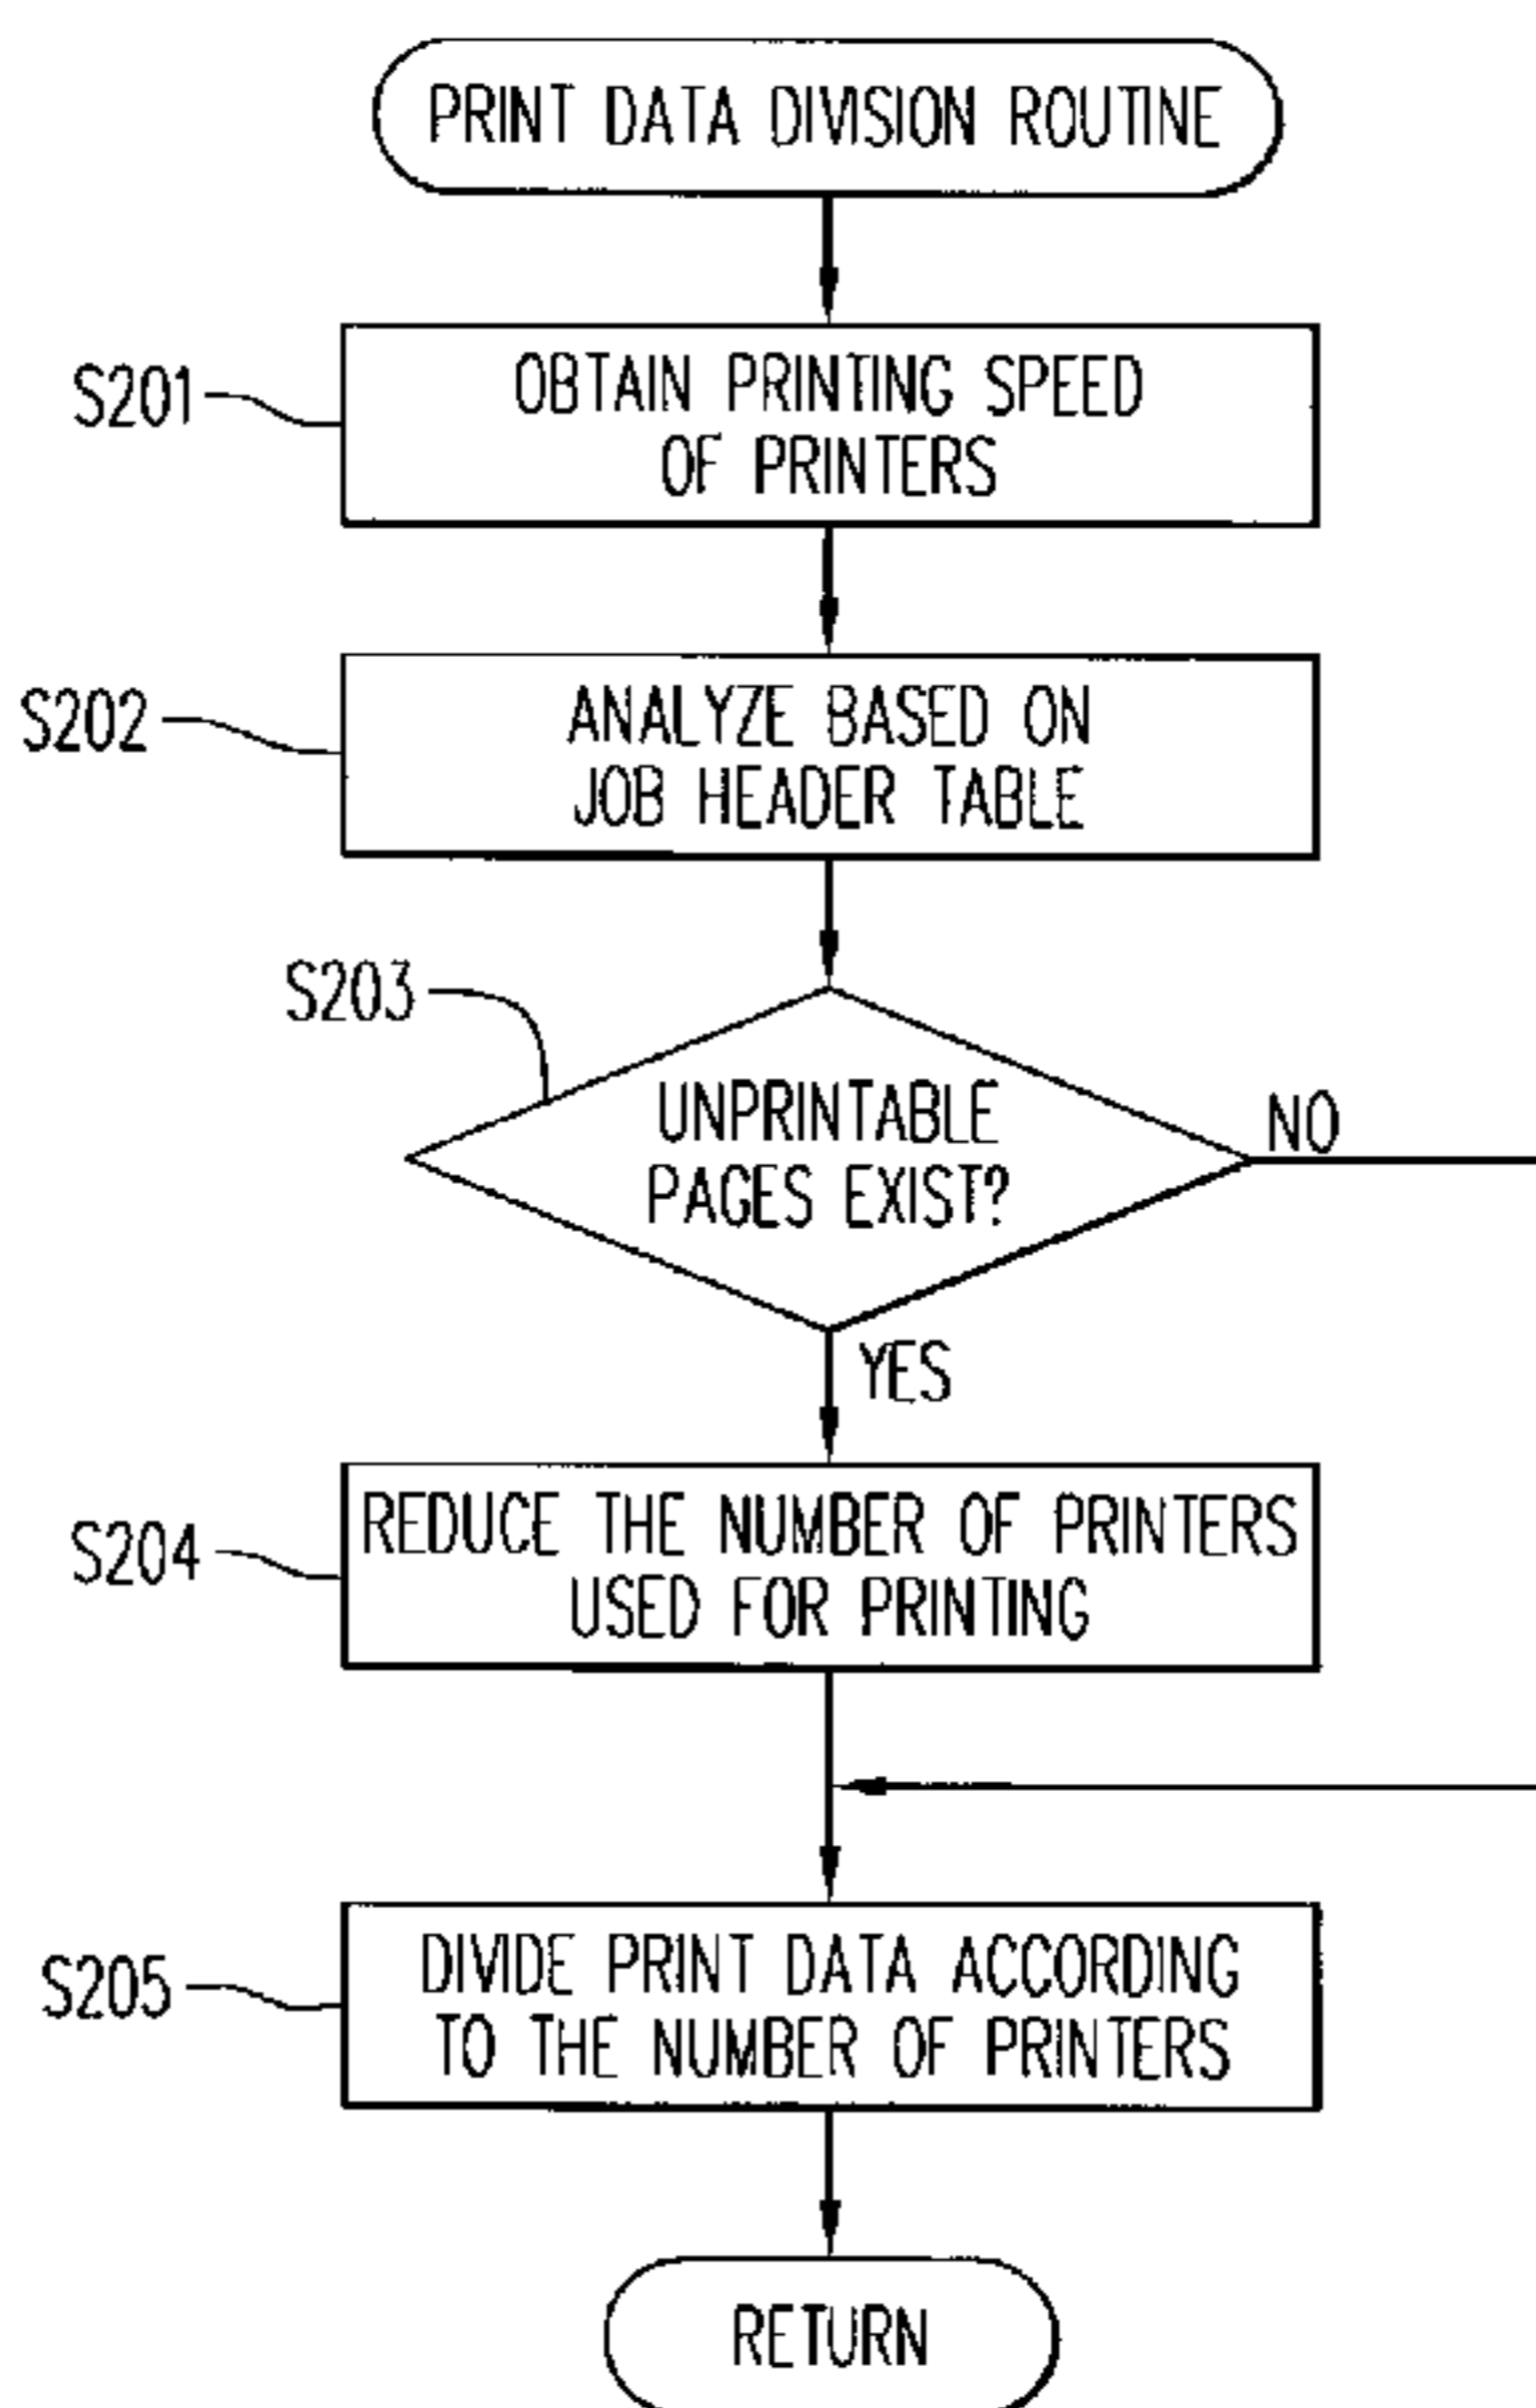 PRINT DATA DIVISION ROUTINE
S201
OBTAIN PRINTING SPEED
OF PRINTERS
S202
ANALYZE BASED ON
JOB HEADER TABLE
S203
UNPRINTABLE
PAGES EXIST?
NO
YES
S204
REDUCE THE NUMBER OF PRINTERS
USED FOR PRINTING
S205
DIVIDE PRINT DATA ACCORDING
TO THE NUMBER OF PRINTERS
RETURN